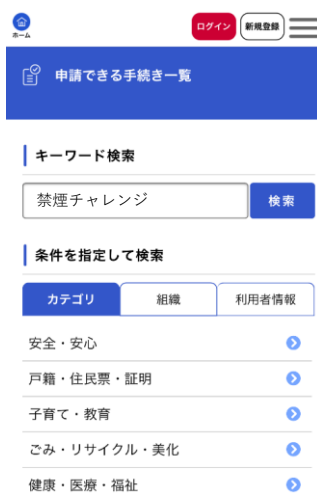 ホーム
ログイン
新規登録
申請できる手続き一覧
キーワード検索
禁煙チャレンジ
検索
条件を指定して検索
カテゴリ
組織
利用者情報
安全・安心
戸籍・住民票・証明
子育て・教育
ごみ・リサイクル・美化
健康・医療・福祉